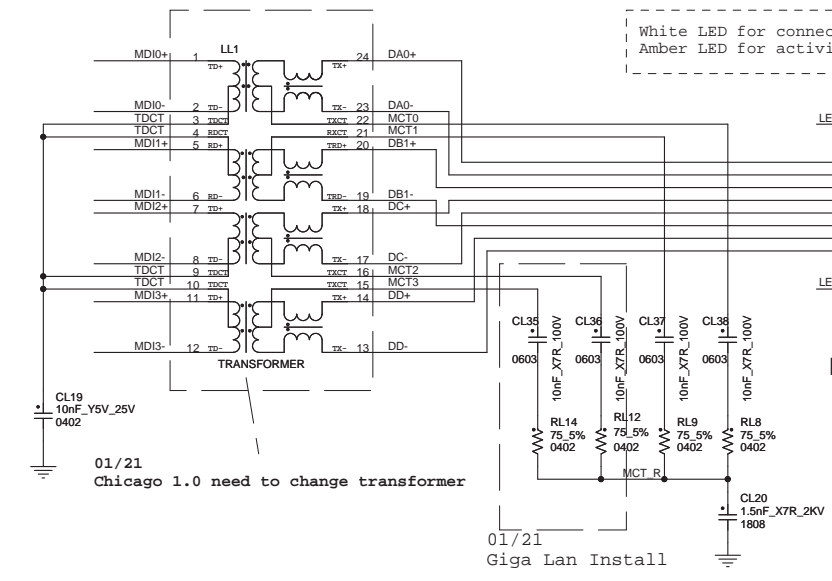 White LED for connec
Amber LED for activi
LL1
MDI0+ 1 TD+ TX+ 24 DA0+
MDI0- 2 TD- TX- 23 DA0-
TDCT 3 TDCT TXCT 22 MCT0
TDCT 4 RDCT RXCT 21 MCT1
MDI1+ 5 RD+ TRD+ 20 DB1+
MDI1- 6 RD- TRD- 19 DB1-
MDI2+ 7 TD+ TX+ 18 DC+
MDI2- 8 TD- TX- 17 DC-
TDCT 9 TDCT TXCT 16 MCT2
TDCT 10 TDCT TXCT 15 MCT3
MDI3+ 11 TD+ TX+ 14 DD+
MDI3- 12 TD- TX- 13 DD-
TRANSFORMER
LE
LE
CL35 0603 10nF_X7R_100V
CL36 0603 10nF_X7R_100V
CL37 0603 10nF_X7R_100V
CL38 0603 10nF_X7R_100V
RL14
75_5%
0402
RL12
75_5%
0402
RL9
75_5%
0402
RL8
75_5%
0402
MCT_R
CL19
10nF_Y5V_25V
0402
CL20
1.5nF_X7R_2KV
1808
01/21
Chicago 1.0 need to change transformer
01/21
Giga Lan Install